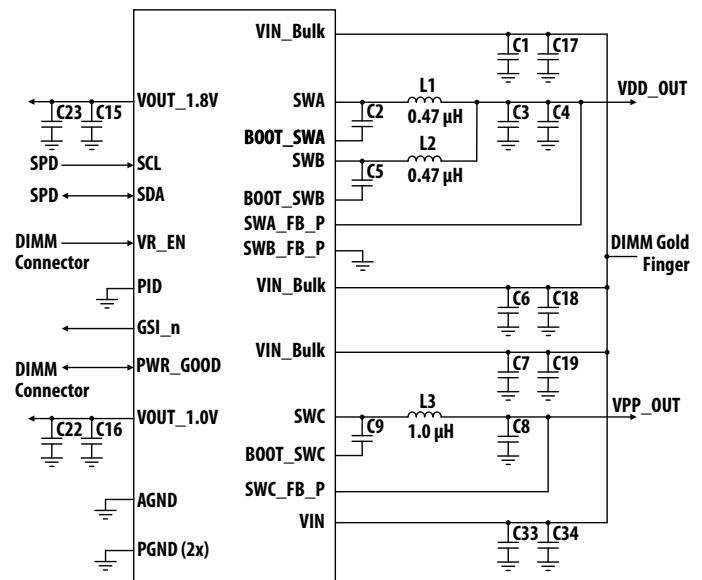 VIN_Bulk
C1
C17
L1
VDD_OUT
C23
C15
VOUT_1.8V
SWA
C2
0.47 µH
C3
C4
BOOT_SWA
L2
SPD
SCL
SWB
C5
0.47 µH
SPD
SDA
BOOT_SWB
SWA_FB_P
DIMM
Connector
VR_EN
SWB_FB_P
DIMM Gold
Finger
PID
VIN_Bulk
C6
C18
GSI_n
VIN_Bulk
DIMM
Connector
PWR_GOOD
C7
C19
L3
VPP_OUT
C22
C16
VOUT_1.0V
SWC
C9
1.0 µH
C8
BOOT_SWC
SWC_FB_P
AGND
VIN
C33
C34
PGND (2x)